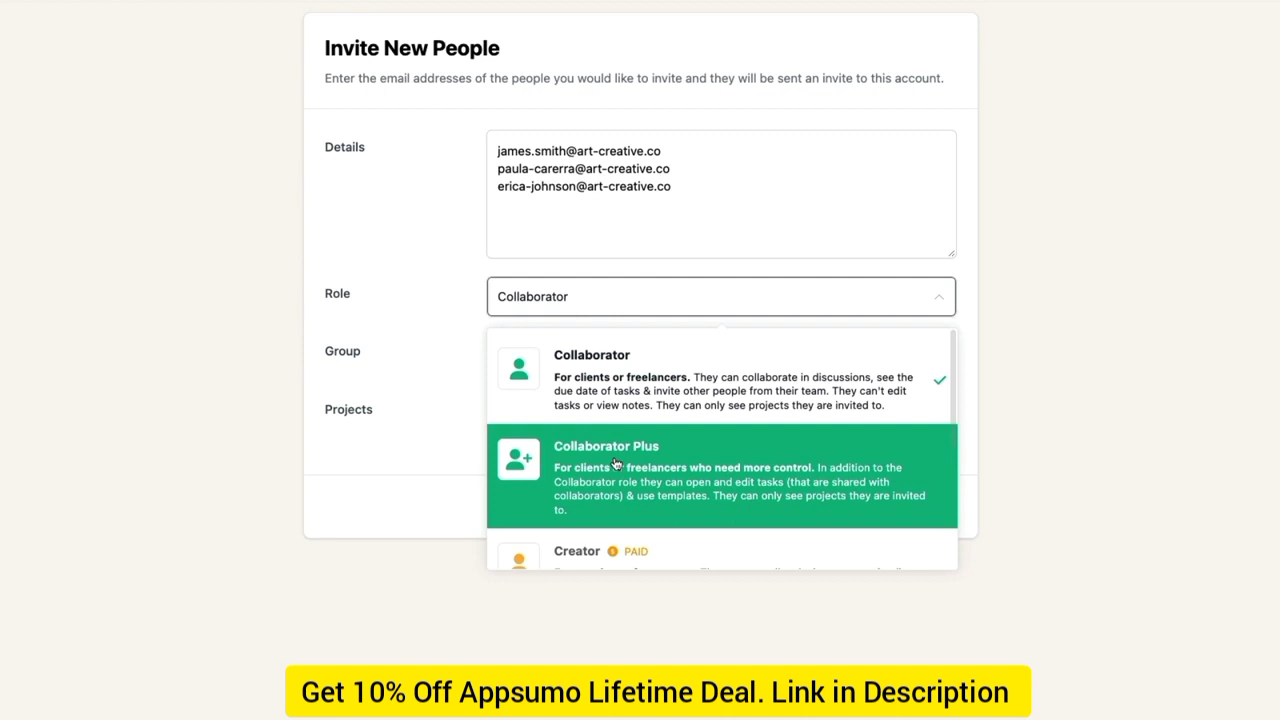 Invite New People
Enter the email addresses of the people you would like to invite and they will be sent an invite to this account.
Details
james.smith@art-creative.co
paula-carerra@art-creative.co
erica-johnson@art-creative.co
Role
Collaborator
Group
Collaborator
For clients or freelancers. They can collaborate in discussions, see the
due date of tasks & invite other people from their team. They can't edit
tasks or view notes. They can only see projects they are invited to.
Projects
Collaborator Plus
For clients or freelancers who need more control. In addition to the
Collaborator role they can open and edit tasks (that are shared with
collaborators) & use templates. They can only see projects they are invited
to.
Creator PAID
Get 10% Off Appsumo Lifetime Deal. Link in Description